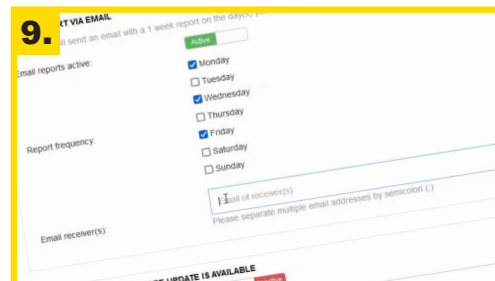 9.
RT VIA EMAIL
ill send an email with a 1 week report on the day(s) yo
Email reports active:
Active
Monday
Tuesday
Wednesday
Thursday
Report frequency:
Friday
Saturday
Sunday
Email of receiver(s)
Email receiver(s):
Please separate multiple email addresses by semicolon (;)
UPDATE IS AVAILABLE